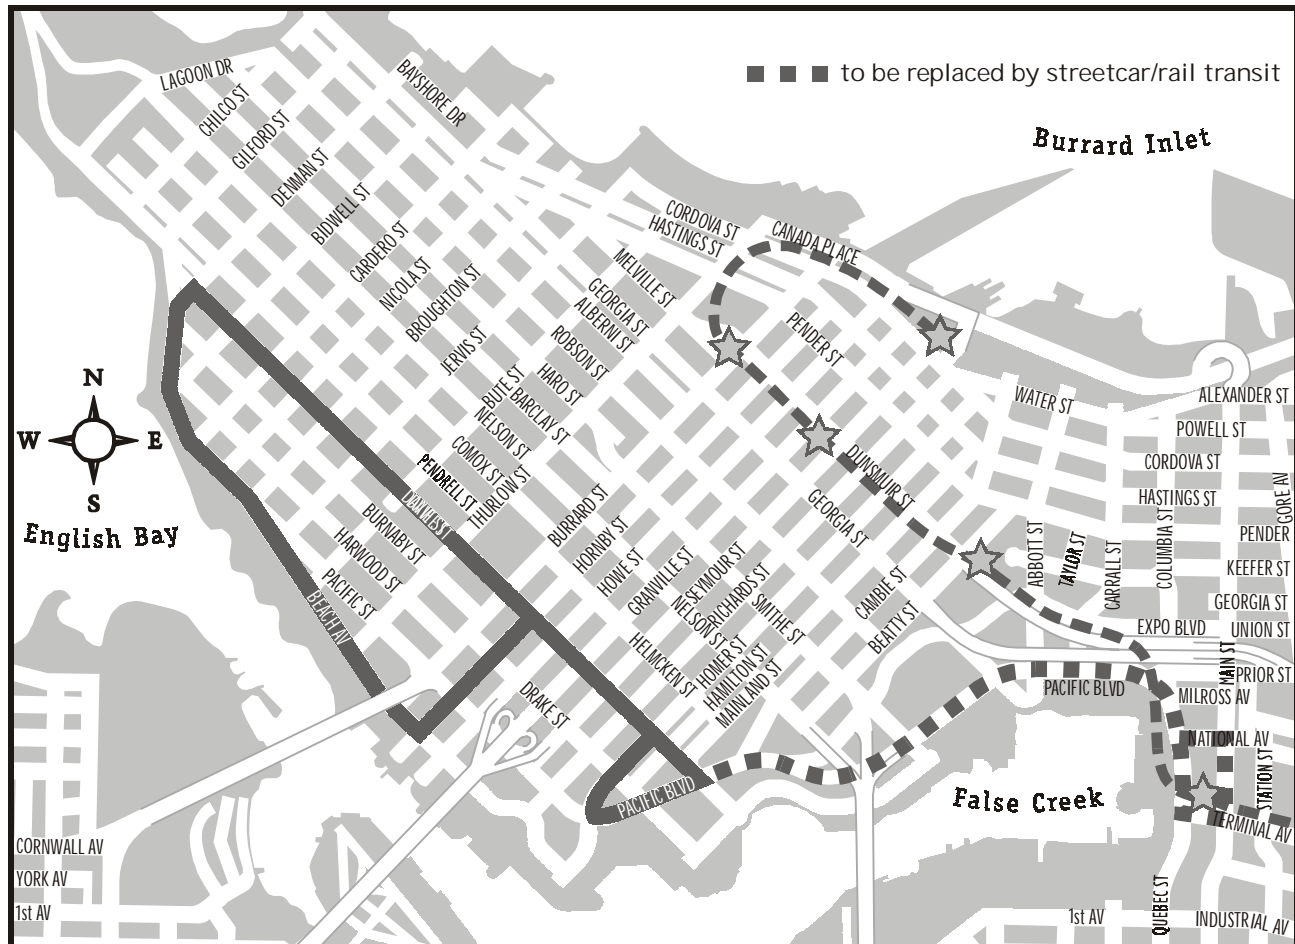 to be replaced by streetcar/rail transit
Burrard Inlet
LAGOON DR
BAYSHORE DR
CHILCO ST
GILFORD ST
DENMAN ST
BIDWELL ST
CARDERO ST
NICOLA ST
BROUGHTON ST
JERVIS ST
BUTE ST
THURLOW ST
CORDOVA ST
HASTINGS ST
CANADA PLACE
MELVILLE ST
GEORGIA ST
ALBERNI ST
ROBSON ST
HARO ST
BARCLAY ST
NELSON ST
COMOX ST
PENDRELL ST
PENDER ST
WATER ST
ALEXANDER ST
POWELL ST
CORDOVA ST
HASTINGS ST
GORE AV
PENDER
KEEFER ST
GEORGIA ST
UNION ST
EXPO BLVD
PRIOR ST
MAIN ST
MILROSS AV
NATIONAL AV
STATION ST
TERMINAL AV
N
W
E
S
English Bay
DUNSMUIR ST
GEORGIA ST
ABBOTT ST
TAYLOR ST
CARRALL ST
COLUMBIA ST
BURNABY ST
HARWOOD ST
PACIFIC ST
BEACH AV
BURRARD ST
HORNBY ST
HOWE ST
GRANVILLE ST
SEYMOUR ST
RICHARDS ST
NELSON ST
SMITHE ST
HOMER ST
HAMILTON ST
MAINLAND ST
HELMCKEN ST
CAMBIE ST
BEATTY ST
DRAKE ST
PACIFIC BLVD
PACIFIC BLVD
False Creek
CORNWALL AV
YORK AV
1st AV
1st AV
QUEBEC ST
INDUSTRIAL AV